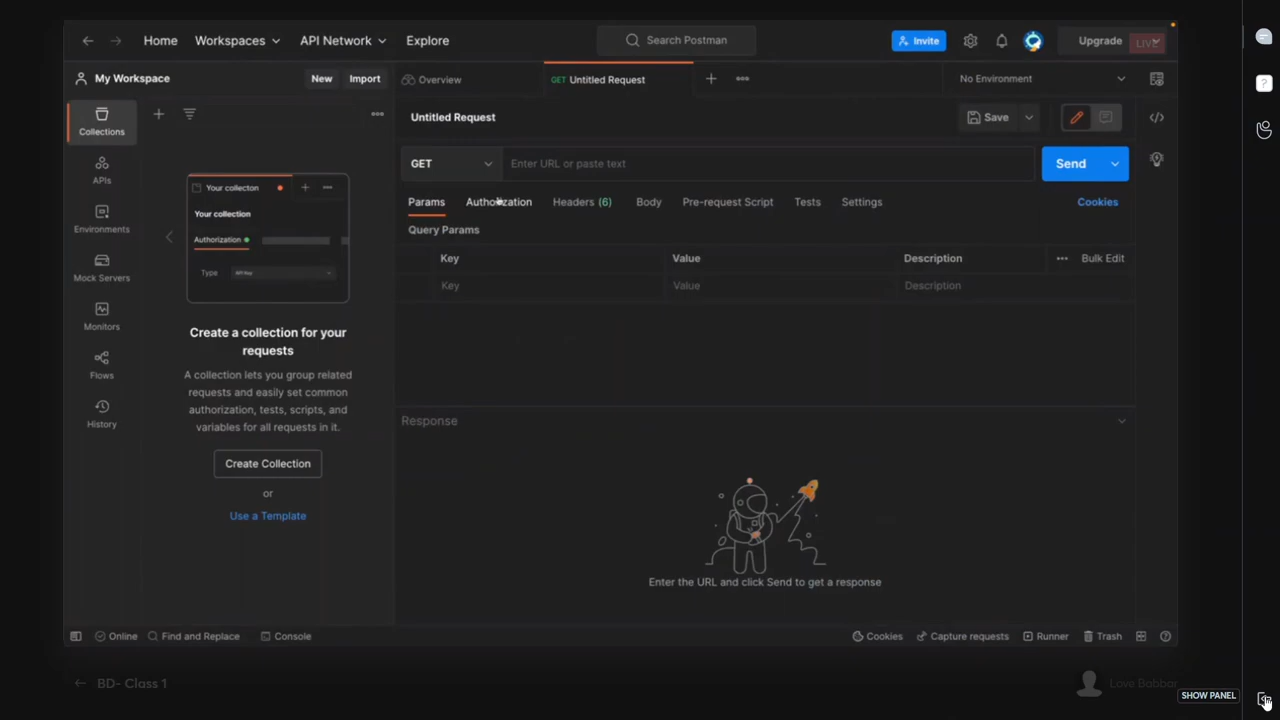 Home Workspaces API Network Explore Search Postman Invite Upgrade LIVE
My Workspace New Import Overview GET Untitled Request No Environment
Collections
APIs
Environments
Mock Servers
Monitors
Flows
History
Your collecton
Your collection
Authorization
Type API Key
Create a collection for your
requests
A collection lets you group related
requests and easily set common
authorization, tests, scripts, and
variables for all requests in it.
Create Collection
or
Use a Template
Untitled Request Save
GET Enter URL or paste text Send
Params Authorization Headers (6) Body Pre-request Script Tests Settings Cookies
Query Params
Key Value Description Bulk Edit
Key Value Description
Response
Enter the URL and click Send to get a response
Online Find and Replace Console Cookies Capture requests Runner Trash
BD- Class 1 Love Babbar
SHOW PANEL